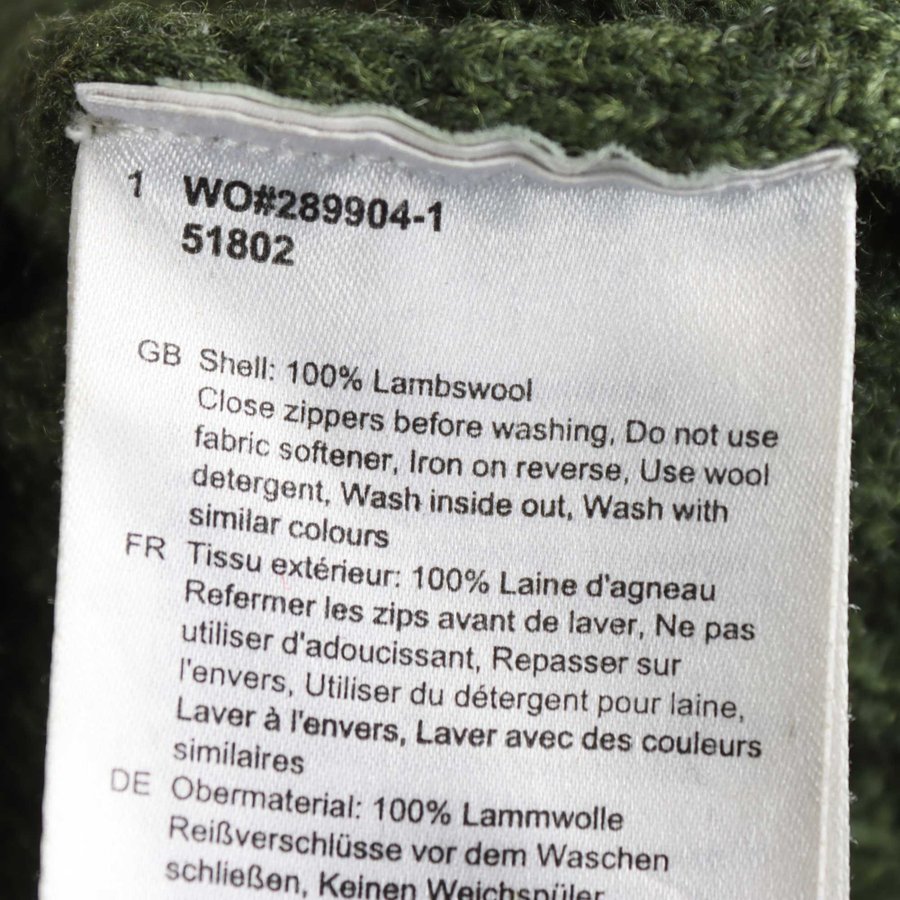 1 WO#289904-1
51802
GB Shell: 100% Lambswool
Close zippers before washing, Do not use
fabric softener, Iron on reverse, Use wool
detergent, Wash inside out, Wash with
similar colours
FR Tissu extérieur: 100% Laine d'agneau
Refermer les zips avant de laver, Ne pas
utiliser d'adoucissant, Repasser sur
l'envers, Utiliser du détergent pour laine,
Laver à l'envers, Laver avec des couleurs
similaires
DE Obermaterial: 100% Lammwolle
Reißverschlüsse vor dem Waschen
schließen, Keinen Weichspüler